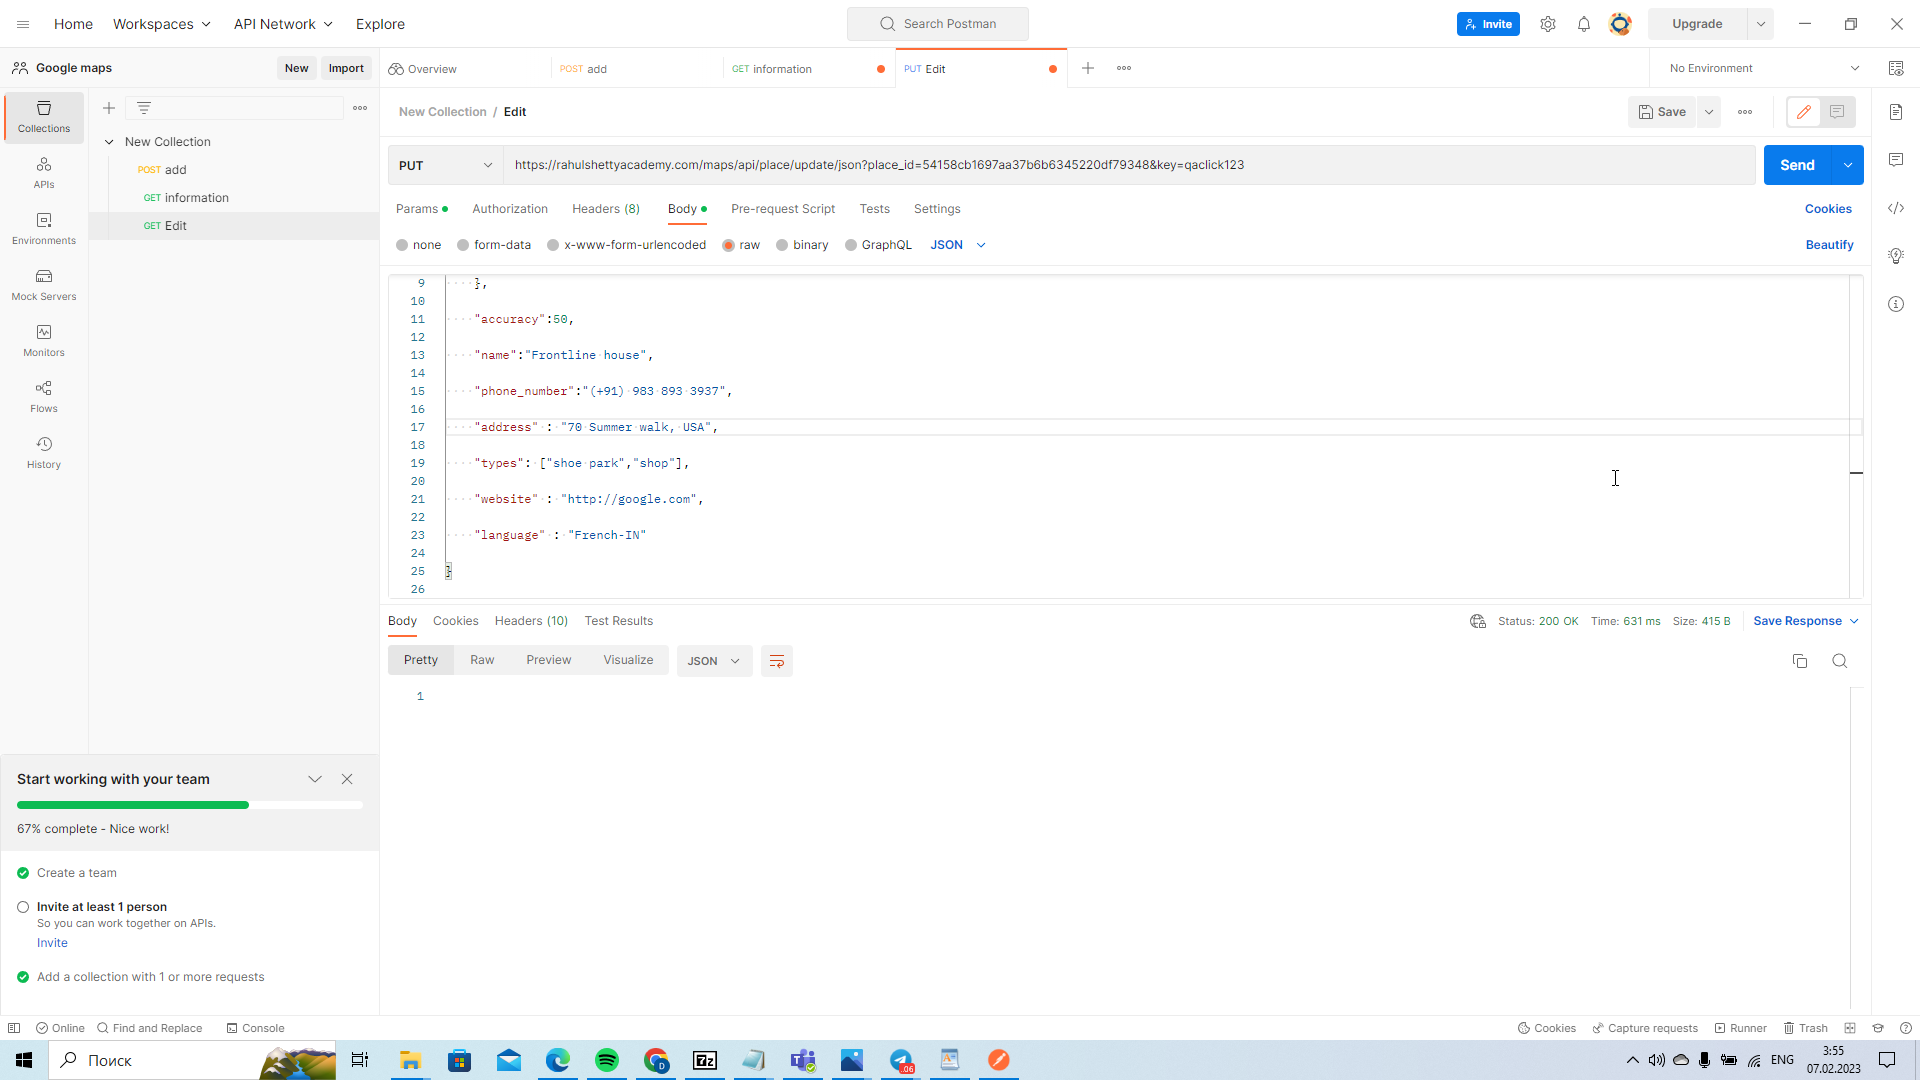 Home Workspaces API Network Explore Search Postman Invite Upgrade
Google maps New Import Overview POST add GET information PUT Edit No Environment
Collections
APIs
Environments
Mock Servers
Monitors
Flows
History
New Collection
POST add
GET information
GET Edit
New Collection / Edit Save
PUT https://rahulshettyacademy.com/maps/api/place/update/json?place_id=54158cb1697aa37b6b6345220df79348&key=qaclick123 Send
Params Authorization Headers (8) Body Pre-request Script Tests Settings Cookies
none form-data x-www-form-urlencoded raw binary GraphQL JSON Beautify
9 },
10
11 "accuracy":50,
12
13 "name":"Frontline house",
14
15 "phone_number":"(+91) 983 893 3937",
16
17 "address" : "70 Summer walk, USA",
18
19 "types": ["shoe park","shop"],
20
21 "website" : "http://google.com",
22
23 "language" : "French-IN"
24
25 }
26
Body Cookies Headers (10) Test Results Status: 200 OK Time: 631 ms Size: 415 B Save Response
Pretty Raw Preview Visualize JSON
1
Start working with your team
67% complete - Nice work!
Create a team
Invite at least 1 person
So you can work together on APIs.
Invite
Add a collection with 1 or more requests
Online Find and Replace Console Cookies Capture requests Runner Trash
Поиск 7z D .06 ENG 3:55
07.02.2023